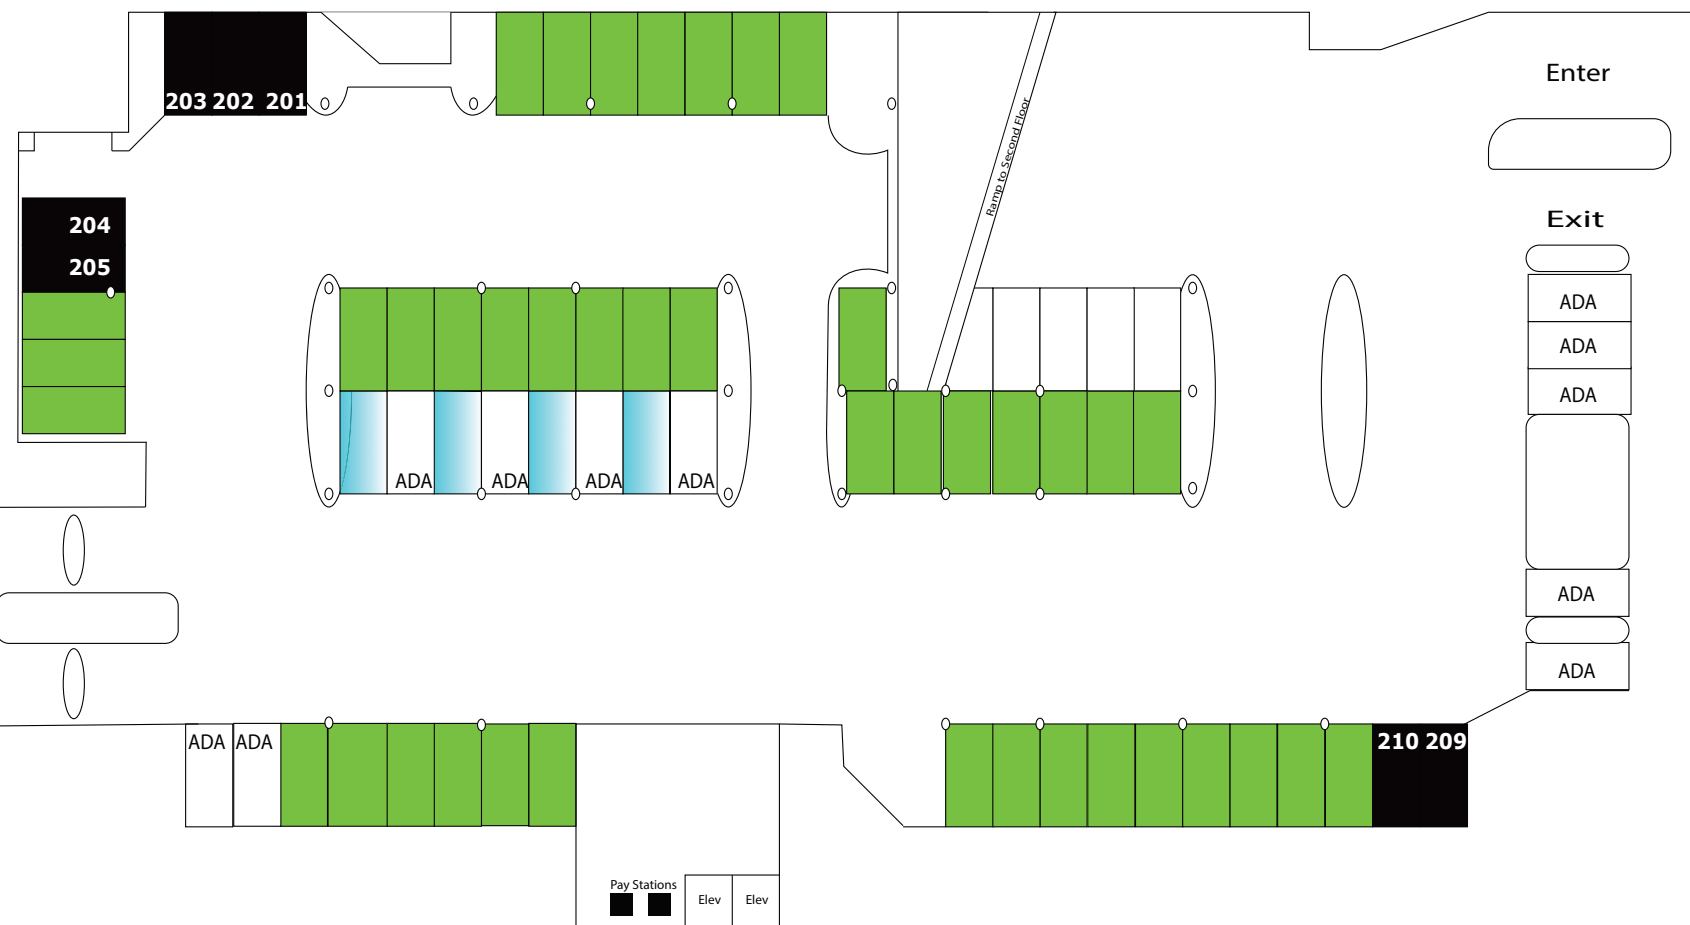 Enter
203 202 201
Ramp to Second Floor
Exit
204
205
ADA
ADA
ADA
ADA ADA ADA ADA
ADA
ADA
ADA ADA
210 209
Pay Stations
Elev Elev